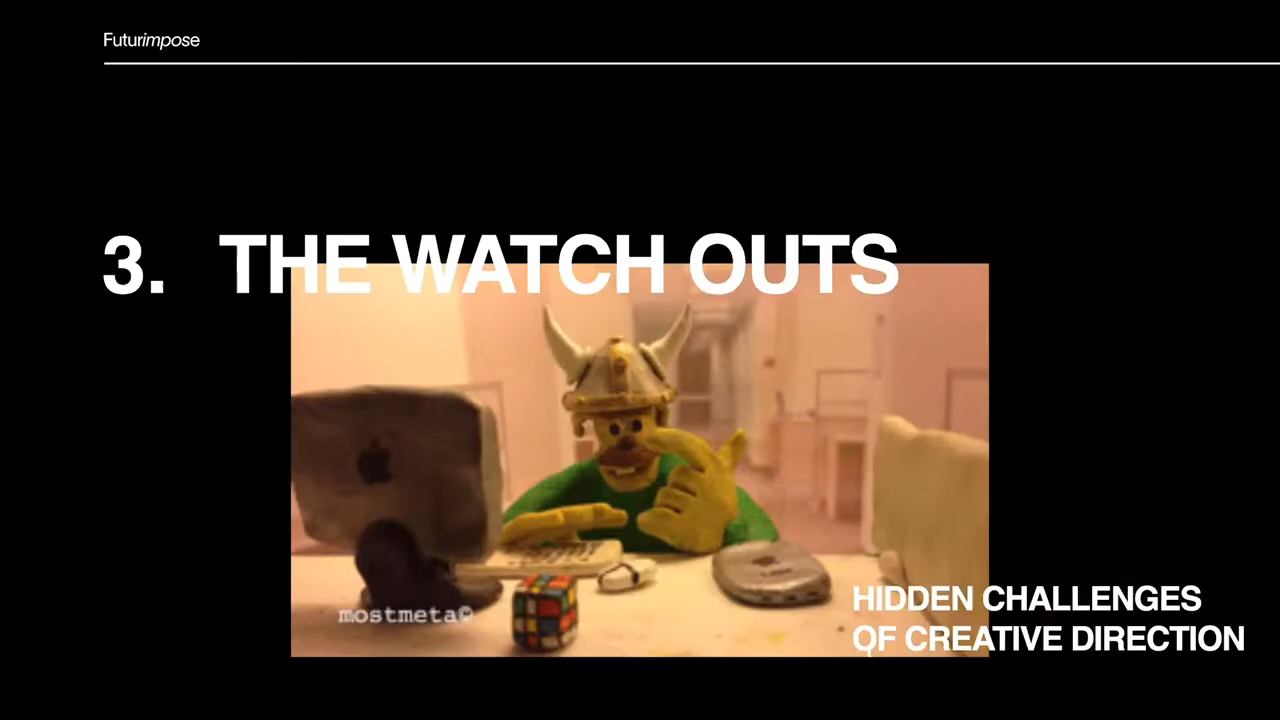 Futurimpose
3. THE WATCH OUTS
mostmeta©
HIDDEN CHALLENGES
OF CREATIVE DIRECTION